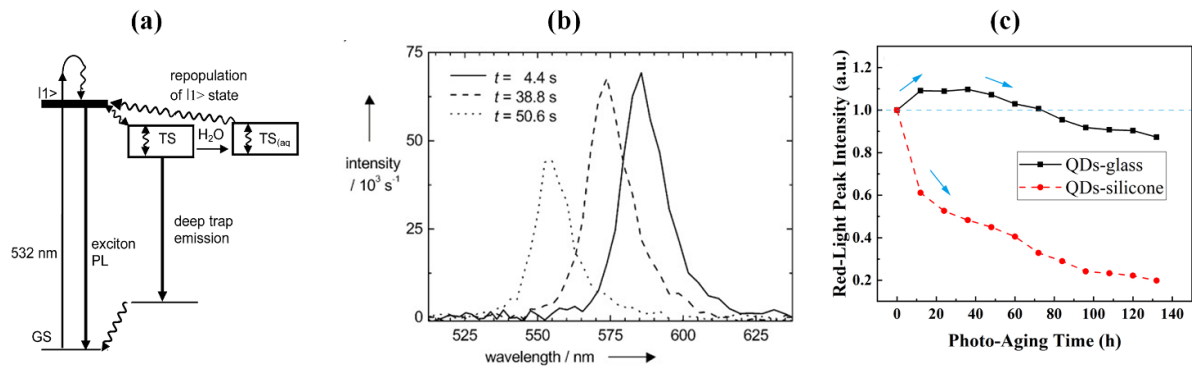 (a)
|1>
repopulation
of |1> state
TS
H₂O
TS(aq
deep trap
emission
532 nm
exciton
PL
GS
(b)
75
50
25
0
t = 4.4 s
t = 38.8 s
t = 50.6 s
intensity
/ 10³ s⁻¹
525
550
575
600
625
wavelength / nm
(c)
Red-Light Peak Intensity (a.u.)
1.2
1.0
0.8
0.6
0.4
0.2
QDs-glass
QDs-silicone
0
20
40
60
80
100
120
140
Photo-Aging Time (h)